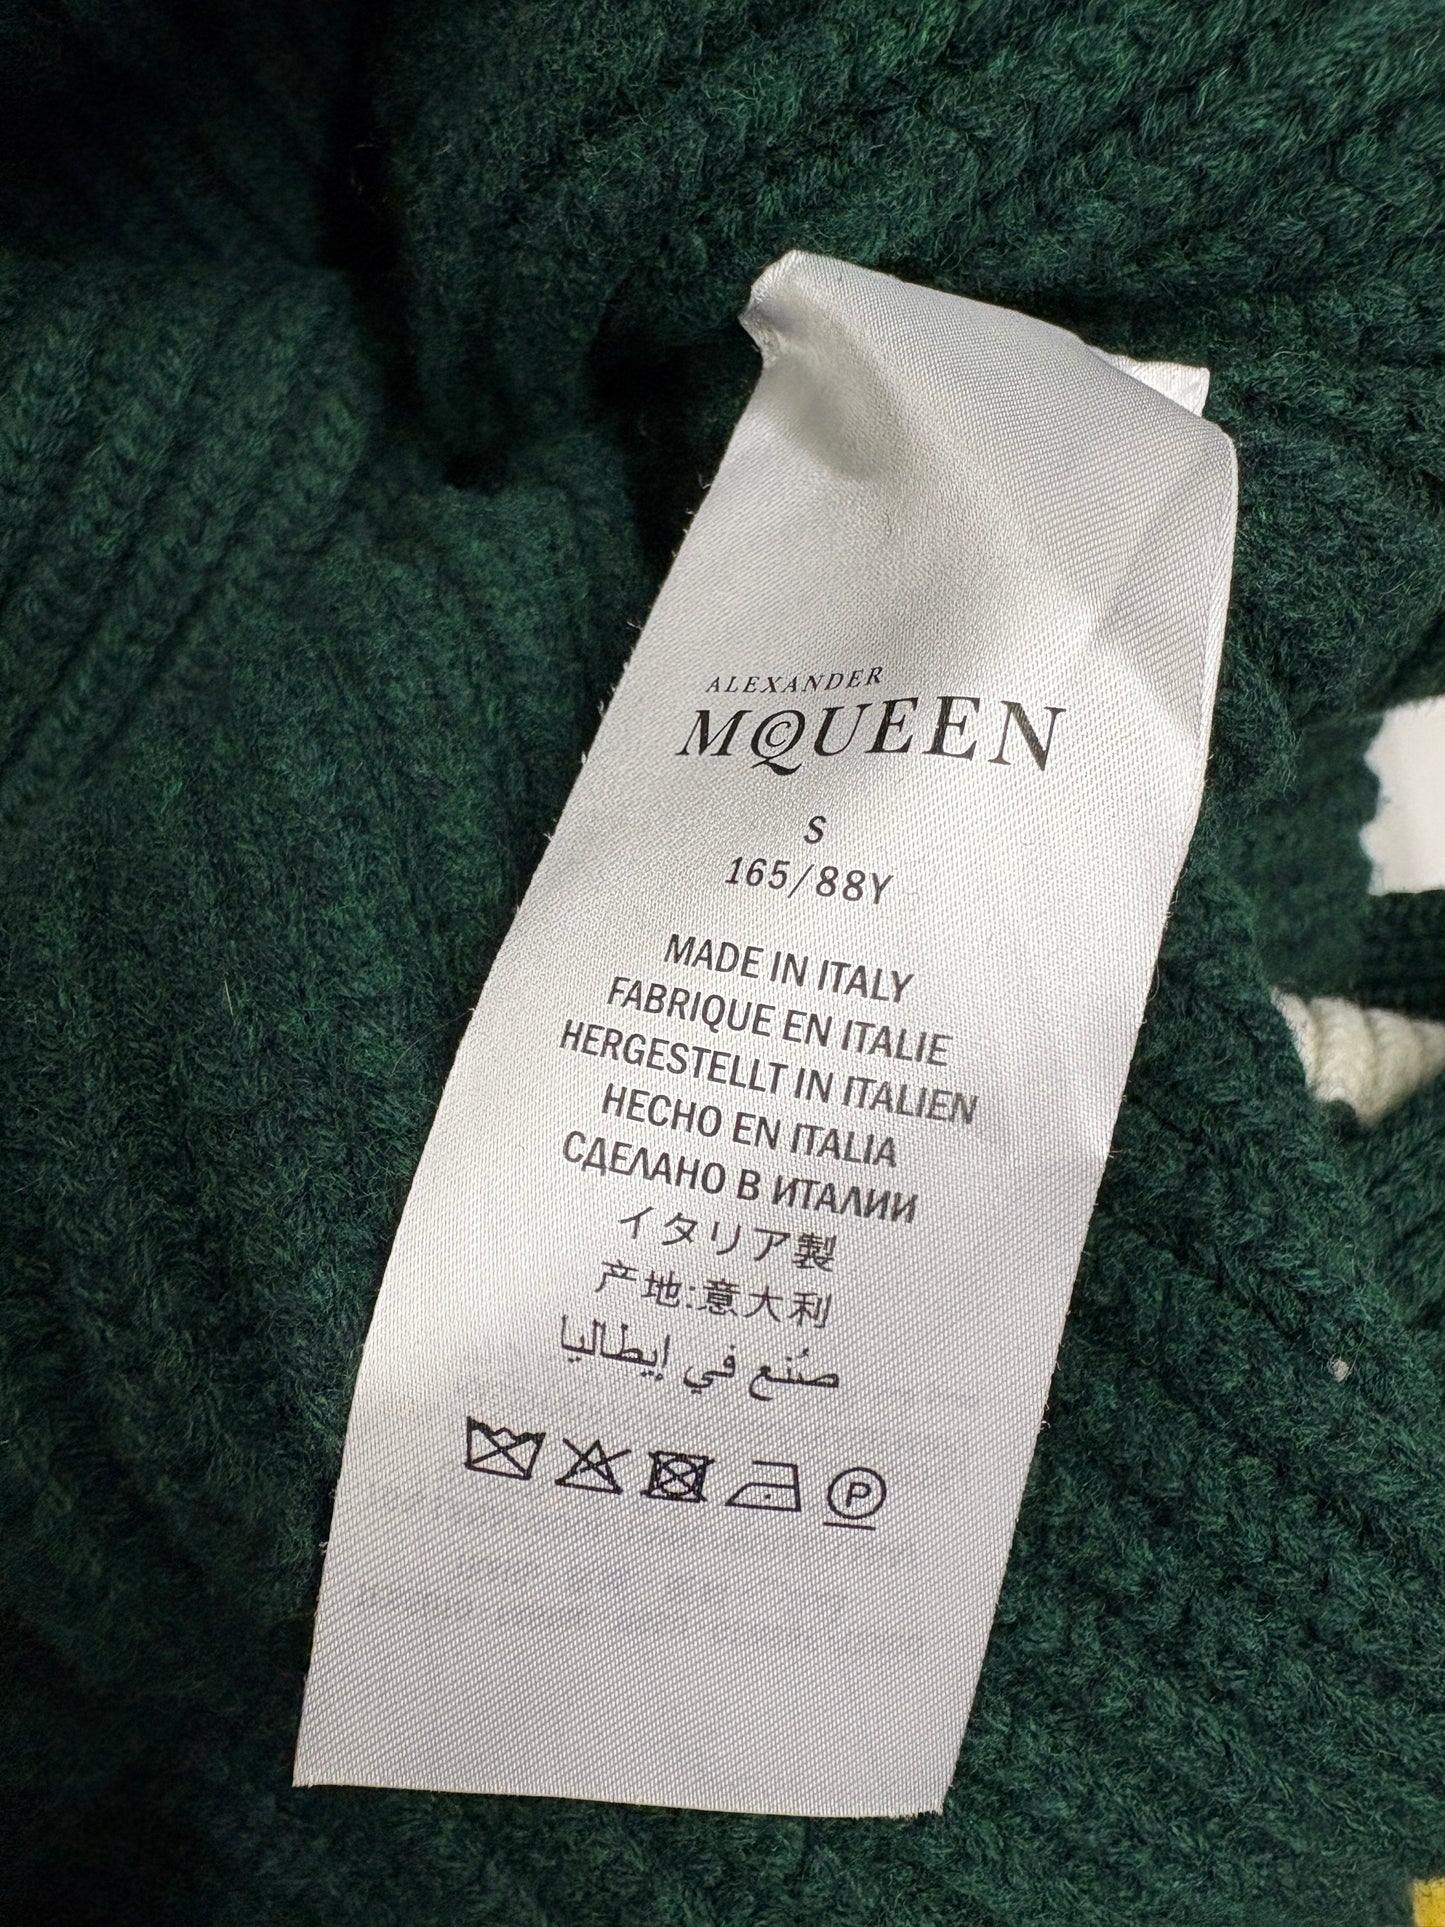 ALEXANDER
MCQUEEN
S
165/88Y
MADE IN ITALY
FABRIQUE EN ITALIE
HERGESTELLT IN ITALIEN
HECHO EN ITALIA
СДЕЛАНО В ИТАЛИИ
イタリア製
产地:意大利
صُنع في إيطاليا
P